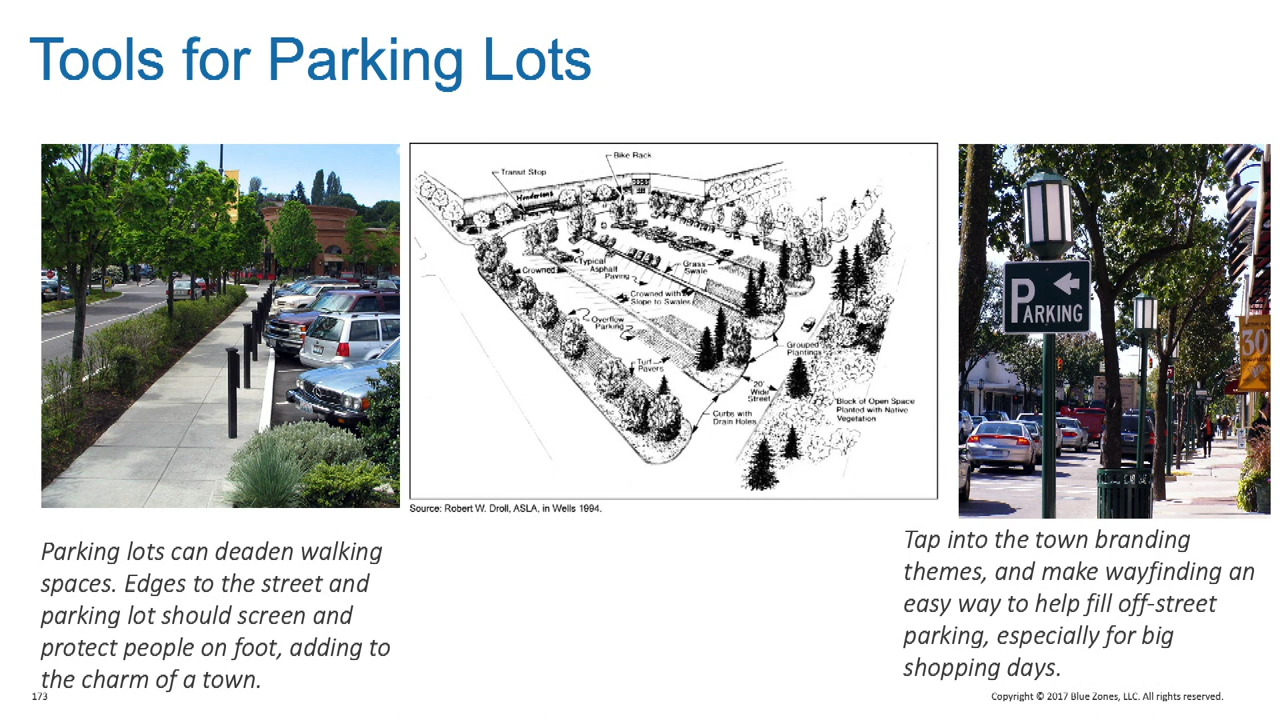 Tools for Parking Lots
Bike Rack
Transit Stop
Hendersons
Crowned
Typical
Asphalt
Paving
Grass
Swale
Crowned with
Slope to Swales
Overflow
Parking
Turf
Pavers
Grouped
Plantings
20'
Wide
Street
Curbs with
Drain Holes
Block of Open Space
Planted with Native
Vegetation
PARKING
30
Source: Robert W. Droll, ASLA, in Wells 1994.
Parking lots can deaden walking
spaces. Edges to the street and
parking lot should screen and
protect people on foot, adding to
the charm of a town.
Tap into the town branding
themes, and make wayfinding an
easy way to help fill off-street
parking, especially for big
shopping days.
173
Copyright © 2017 Blue Zones, LLC. All rights reserved.